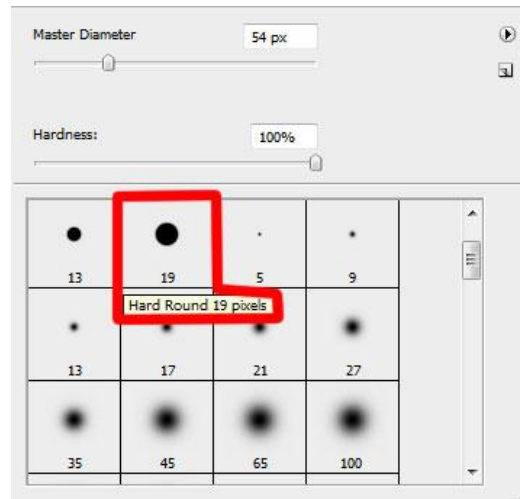 Master Diameter 54 px
Hardness: 100%
13 19 5 9
Hard Round 19 pixels
13 17 21 27
35 45 65 100